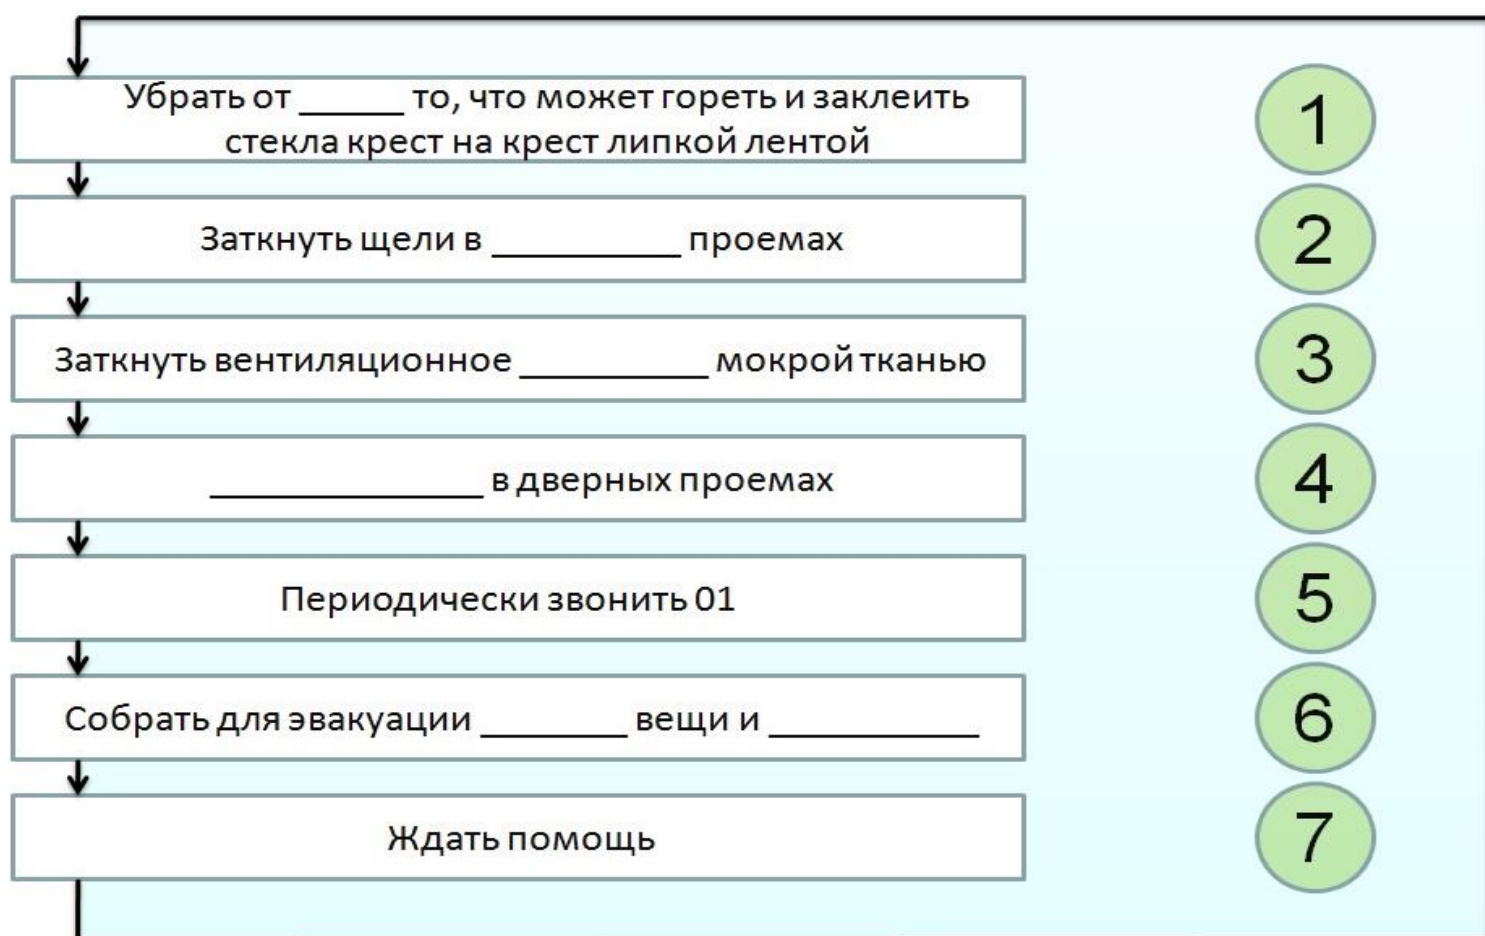 Убрать от ______ то, что может гореть и заклеить
стекла крест на крест липкой лентой
1
Заткнуть щели в _________ проемах
2
Заткнуть вентиляционное _________ мокрой тканью
3
_____________ в дверных проемах
4
Периодически звонить 01
5
Собрать для эвакуации _______ вещи и __________
6
Ждать помощь
7